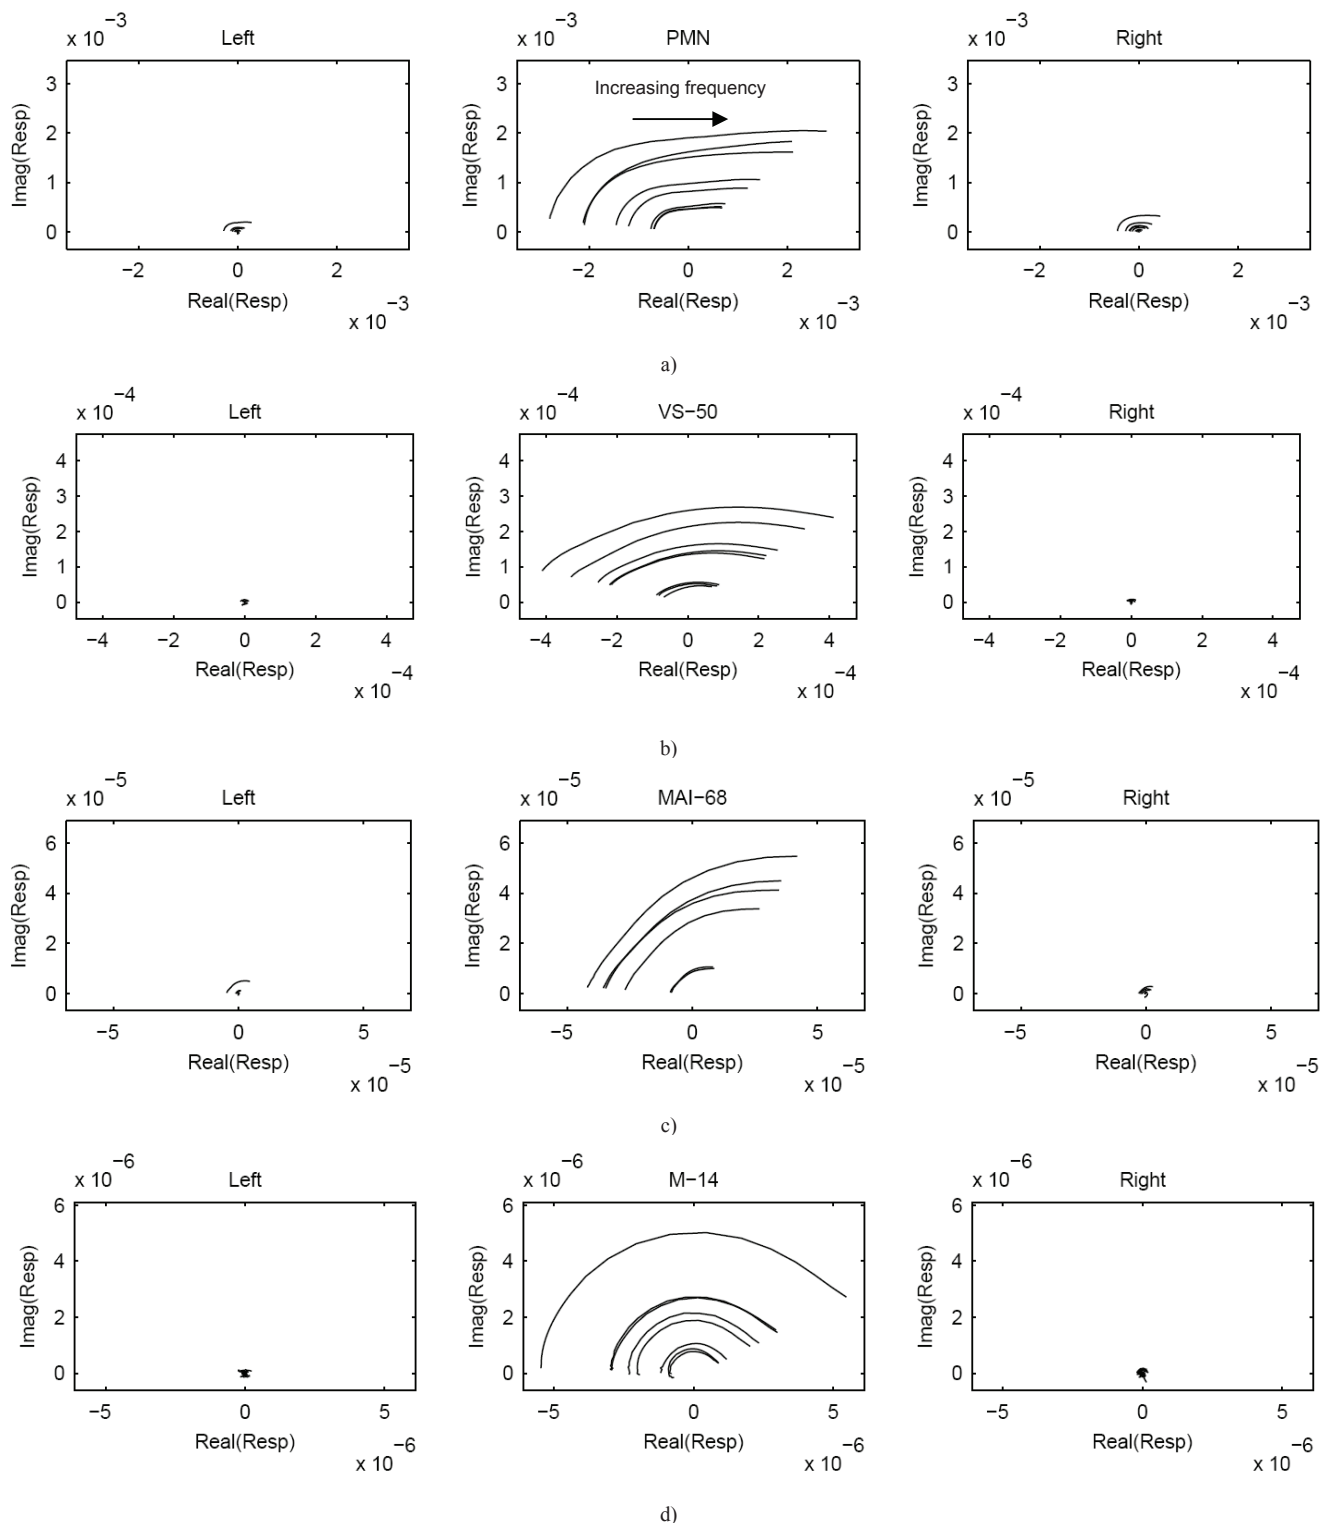 x 10−3 Left x 10−3 PMN x 10−3 Right
Imag(Resp)
3
2
1
0
−2 0 2
Real(Resp)
x 10−3
Increasing frequency
Imag(Resp)
3
2
1
0
−2 0 2
Real(Resp)
x 10−3
Imag(Resp)
3
2
1
0
−2 0 2
Real(Resp)
x 10−3
a)
x 10−4 Left x 10−4 VS−50 x 10−4 Right
Imag(Resp)
4
3
2
1
0
−4 −2 0 2 4
Real(Resp)
x 10−4
Imag(Resp)
4
3
2
1
0
−4 −2 0 2 4
Real(Resp)
x 10−4
Imag(Resp)
4
3
2
1
0
−4 −2 0 2 4
Real(Resp)
x 10−4
b)
x 10−5 Left x 10−5 MAI−68 x 10−5 Right
Imag(Resp)
6
4
2
0
−5 0 5
Real(Resp)
x 10−5
Imag(Resp)
6
4
2
0
−5 0 5
Real(Resp)
x 10−5
Imag(Resp)
6
4
2
0
−5 0 5
Real(Resp)
x 10−5
c)
x 10−6 Left x 10−6 M−14 x 10−6 Right
Imag(Resp)
6
4
2
0
−5 0 5
Real(Resp)
x 10−6
Imag(Resp)
6
4
2
0
−5 0 5
Real(Resp)
x 10−6
Imag(Resp)
6
4
2
0
−5 0 5
Real(Resp)
x 10−6
d)